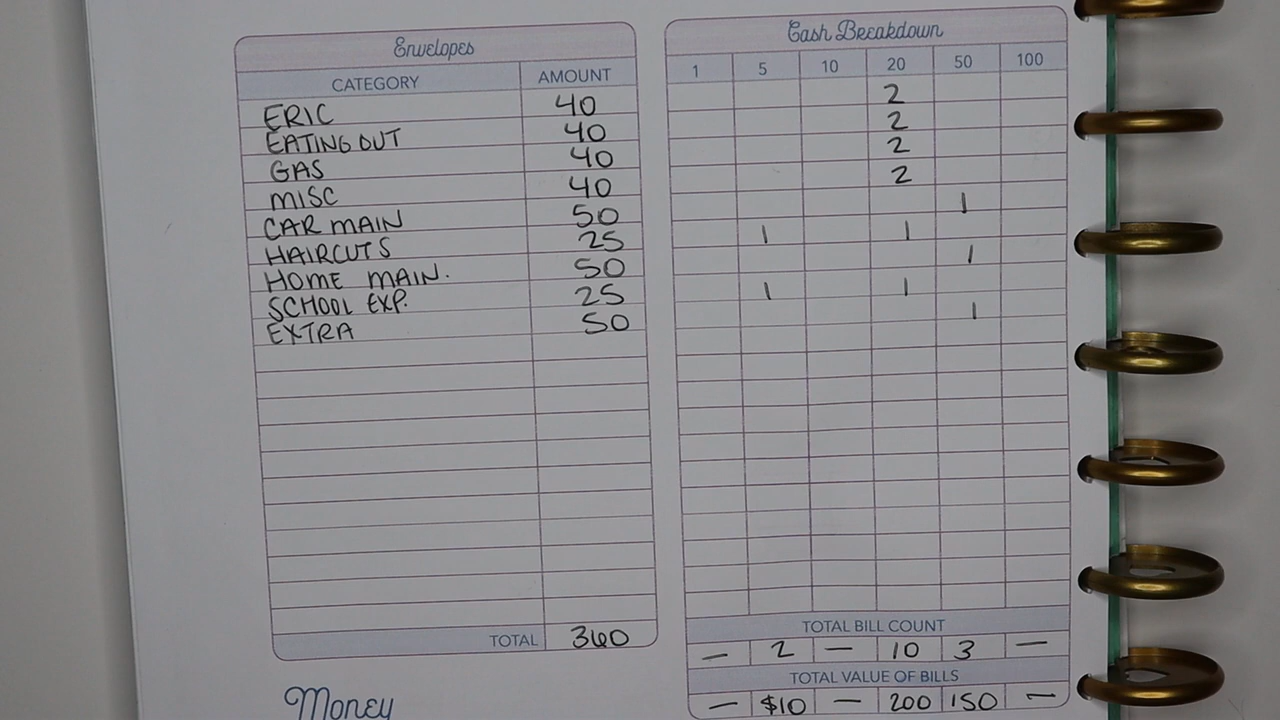 Envelopes
CATEGORY AMOUNT
ERIC 40
EATING OUT 40
GAS 40
MISC 40
CAR MAIN 50
HAIRCUTS 25
HOME MAIN. 50
SCHOOL EXP. 25
EXTRA 50
TOTAL 360
Money
Cash Breakdown
1 5 10 20 50 100
2
2
2
2
1
1 1
1
1 1
1
TOTAL BILL COUNT
— 2 — 10 3 —
TOTAL VALUE OF BILLS
— $10 — 200 150 —